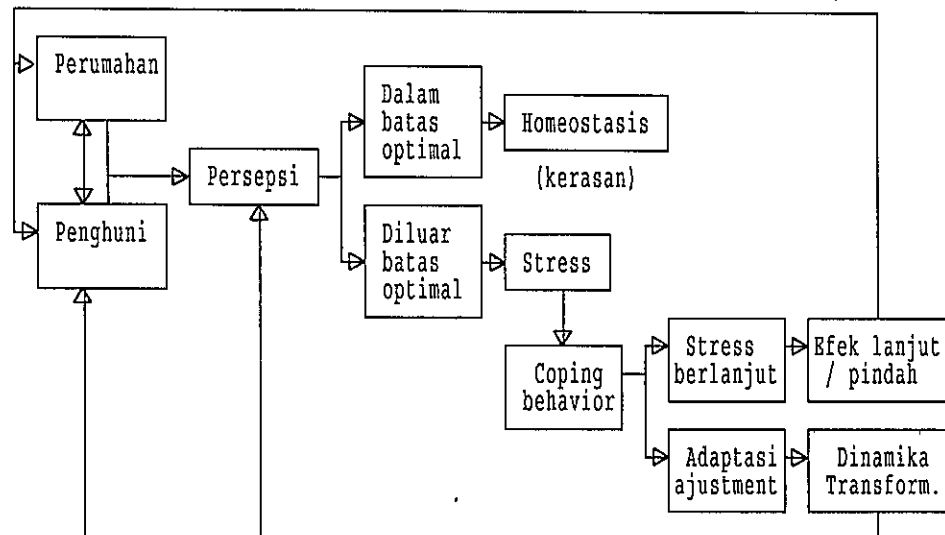 Perumahan
Penghuni
Persepsi
Dalam
batas
optimal
Homeostasis
(kerasan)
Diluar
batas
optimal
Stress
Coping
behavior
Stress
berlanjut
Efek lanjut
/ pindah
Adaptasi
ajustment
Dinamika
Transform.